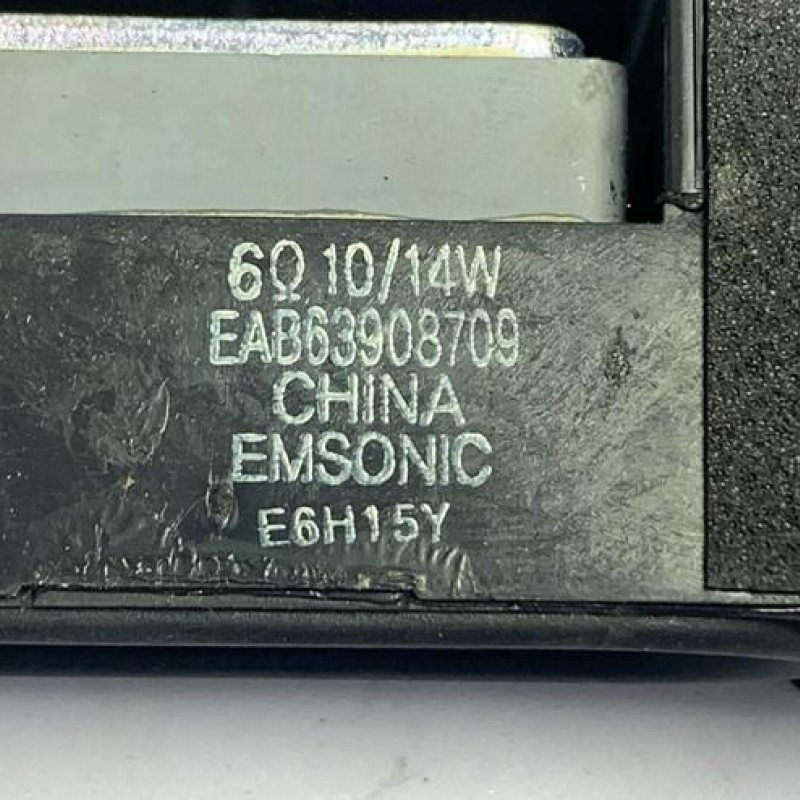 6Ω 10/14W
EAB63908709
CHINA
EMSONIC
E6H15Y